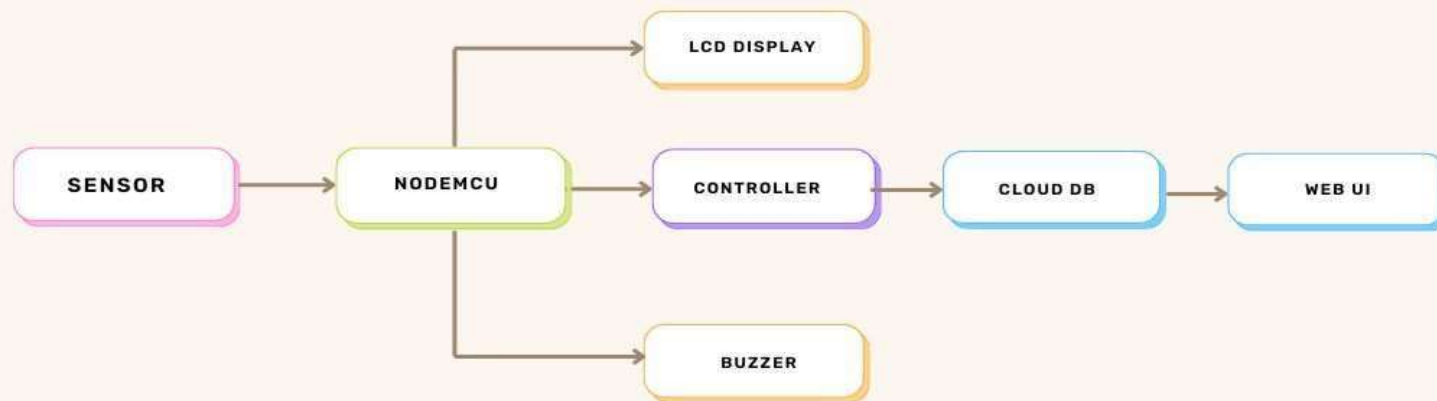 LCD DISPLAY
SENSOR
NODEMCU
CONTROLLER
CLOUD DB
WEB UI
BUZZER